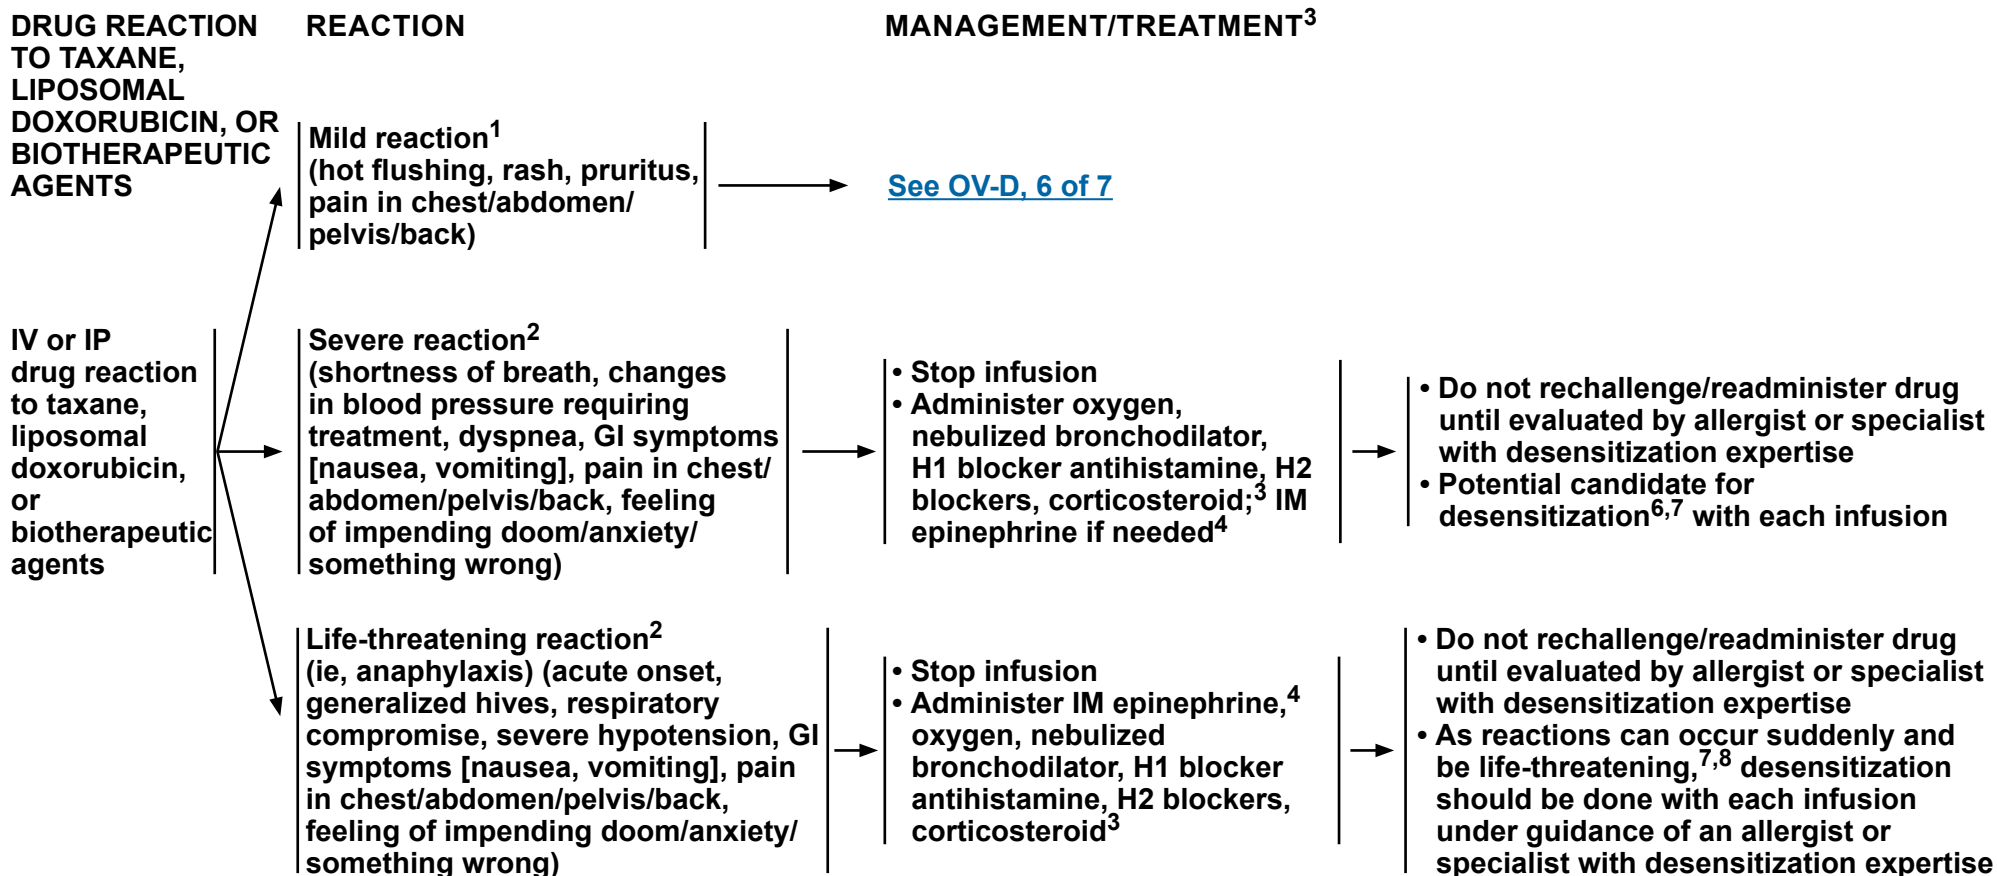 DRUG REACTION
TO TAXANE,
LIPOSOMAL
DOXORUBICIN, OR
BIOTHERAPEUTIC
AGENTS
REACTION
MANAGEMENT/TREATMENT3
Mild reaction1
(hot flushing, rash, pruritus,
pain in chest/abdomen/
pelvis/back)
See OV-D, 6 of 7
IV or IP
drug reaction
to taxane,
liposomal
doxorubicin,
or
biotherapeutic
agents
Severe reaction2
(shortness of breath, changes
in blood pressure requiring
treatment, dyspnea, GI symptoms
[nausea, vomiting], pain in chest/
abdomen/pelvis/back, feeling
of impending doom/anxiety/
something wrong)
• Stop infusion
• Administer oxygen,
nebulized bronchodilator,
H1 blocker antihistamine, H2
blockers, corticosteroid;3 IM
epinephrine if needed4
• Do not rechallenge/readminister drug
until evaluated by allergist or specialist
with desensitization expertise
• Potential candidate for
desensitization6,7 with each infusion
Life-threatening reaction2
(ie, anaphylaxis) (acute onset,
generalized hives, respiratory
compromise, severe hypotension, GI
symptoms [nausea, vomiting], pain
in chest/abdomen/pelvis/back,
feeling of impending doom/anxiety/
something wrong)
• Stop infusion
• Administer IM epinephrine,4
oxygen, nebulized
bronchodilator, H1 blocker
antihistamine, H2 blockers,
corticosteroid3
• Do not rechallenge/readminister drug
until evaluated by allergist or specialist
with desensitization expertise
• As reactions can occur suddenly and
be life-threatening,7,8 desensitization
should be done with each infusion
under guidance of an allergist or
specialist with desensitization expertise